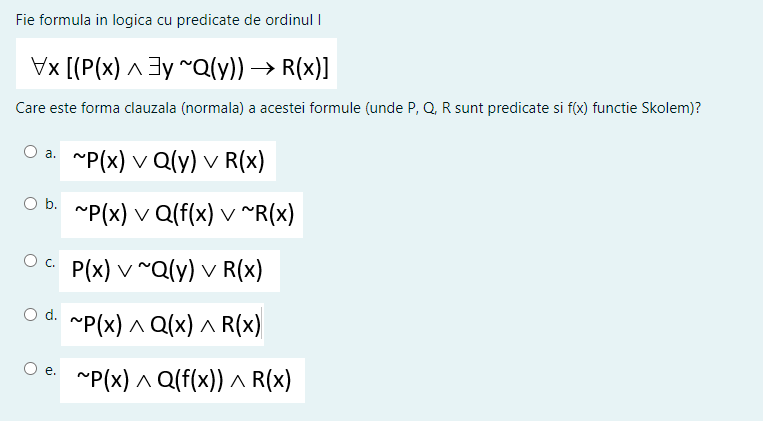 Fie formula in logica cu predicate de ordinul I
∀x [(P(x) ∧ ∃y ~Q(y)) → R(x)]
Care este forma clauzala (normala) a acestei formule (unde P, Q, R sunt predicate si f(x) functie Skolem)?
a. ~P(x) ∨ Q(y) ∨ R(x)
b. ~P(x) ∨ Q(f(x) ∨ ~R(x)
c. P(x) ∨ ~Q(y) ∨ R(x)
d. ~P(x) ∧ Q(x) ∧ R(x)
e. ~P(x) ∧ Q(f(x)) ∧ R(x)